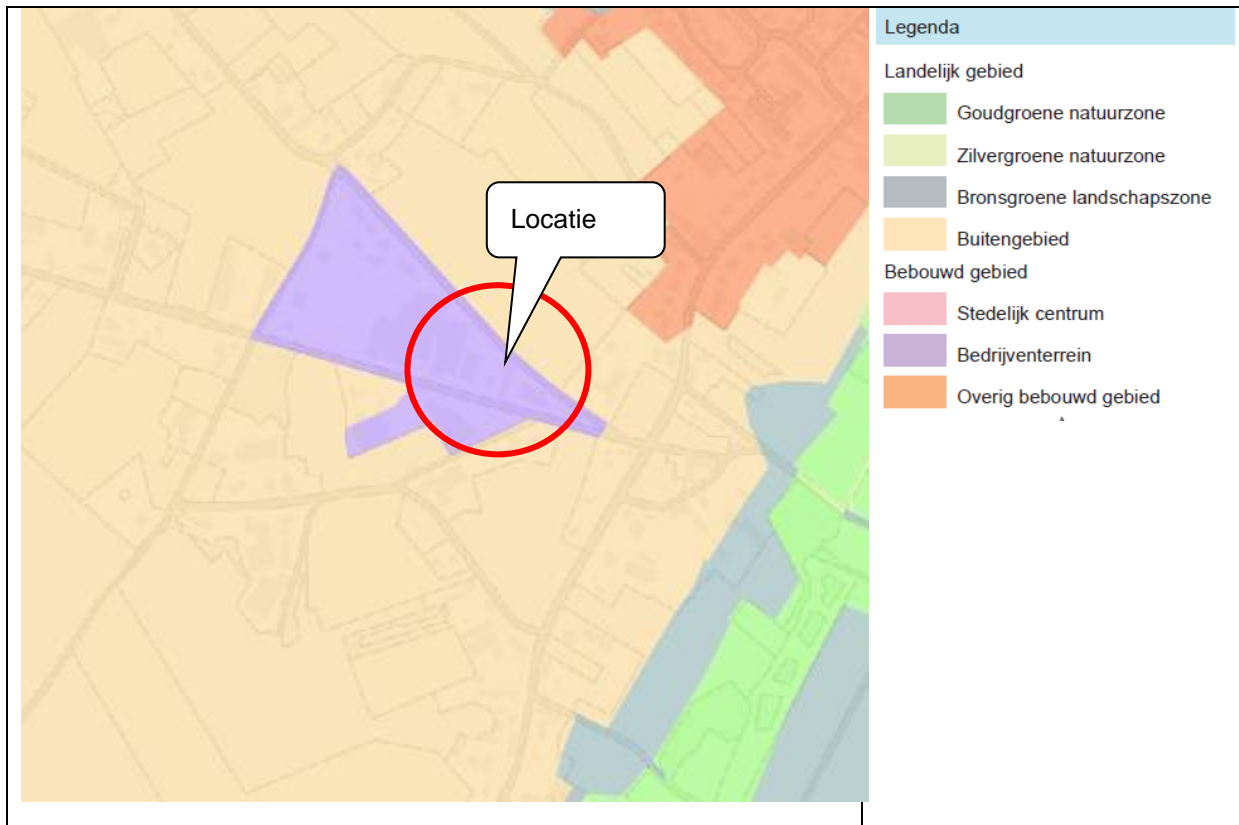 Locatie
Legenda
Landelijk gebied
Goudgroene natuurzone
Zilvergroene natuurzone
Bronsgroene landschapszone
Buitengebied
Bebouwd gebied
Stedelijk centrum
Bedrijventerrein
Overig bebouwd gebied